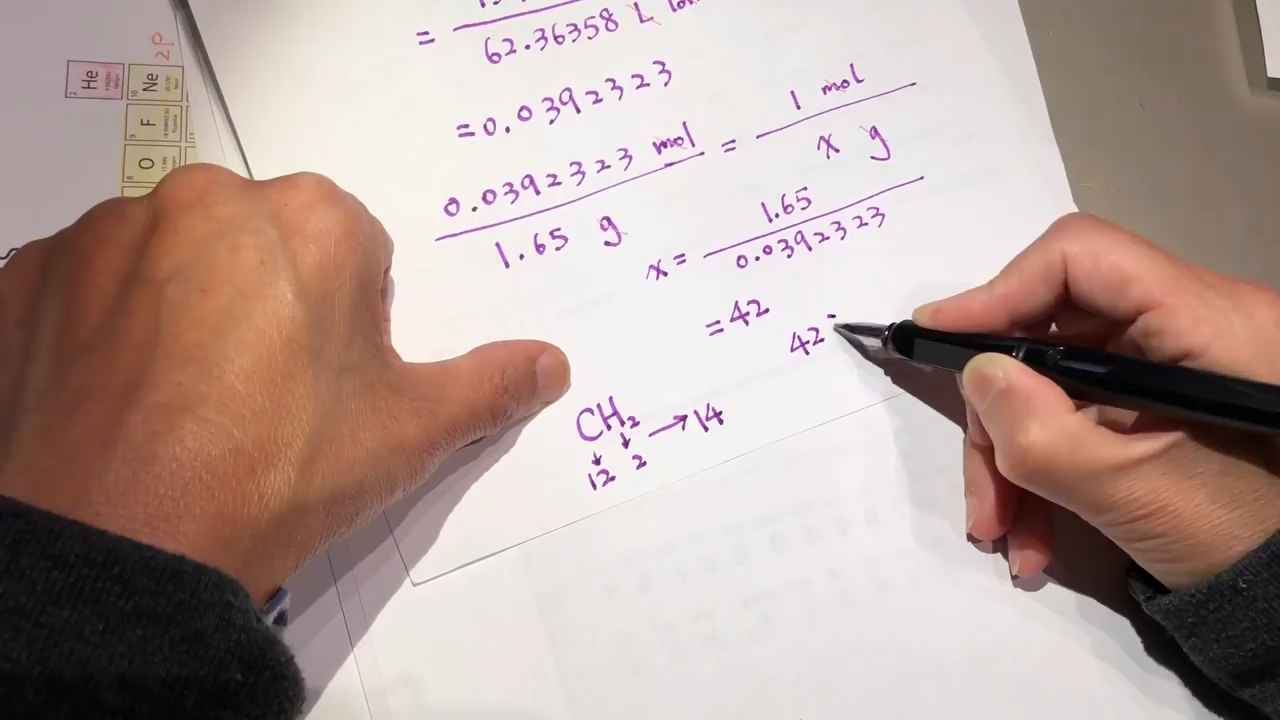 = 62.36358 L
=0.0392323
0.0392323 mol / 1.65 g = 1 mol / x g
x = 1.65 / 0.0392323
=42
42
CH₂ → 14
12 2
He
2P
Ne
F
O